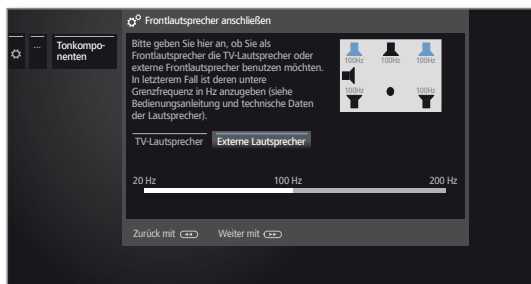 Frontlautsprecher anschließen
...
Tonkompo-
nenten
Bitte geben Sie hier an, ob Sie als
Frontlautsprecher die TV-Lautsprecher oder
externe Frontlautsprecher benutzen möchten.
In letzterem Fall ist deren untere
Grenzfrequenz in Hz anzugeben (siehe
Bedienungsanleitung und technische Daten
der Lautsprecher).
100Hz 100Hz 100Hz
100Hz 100Hz
TV-Lautsprecher Externe Lautsprecher
20 Hz 100 Hz 200 Hz
Zurück mit Weiter mit